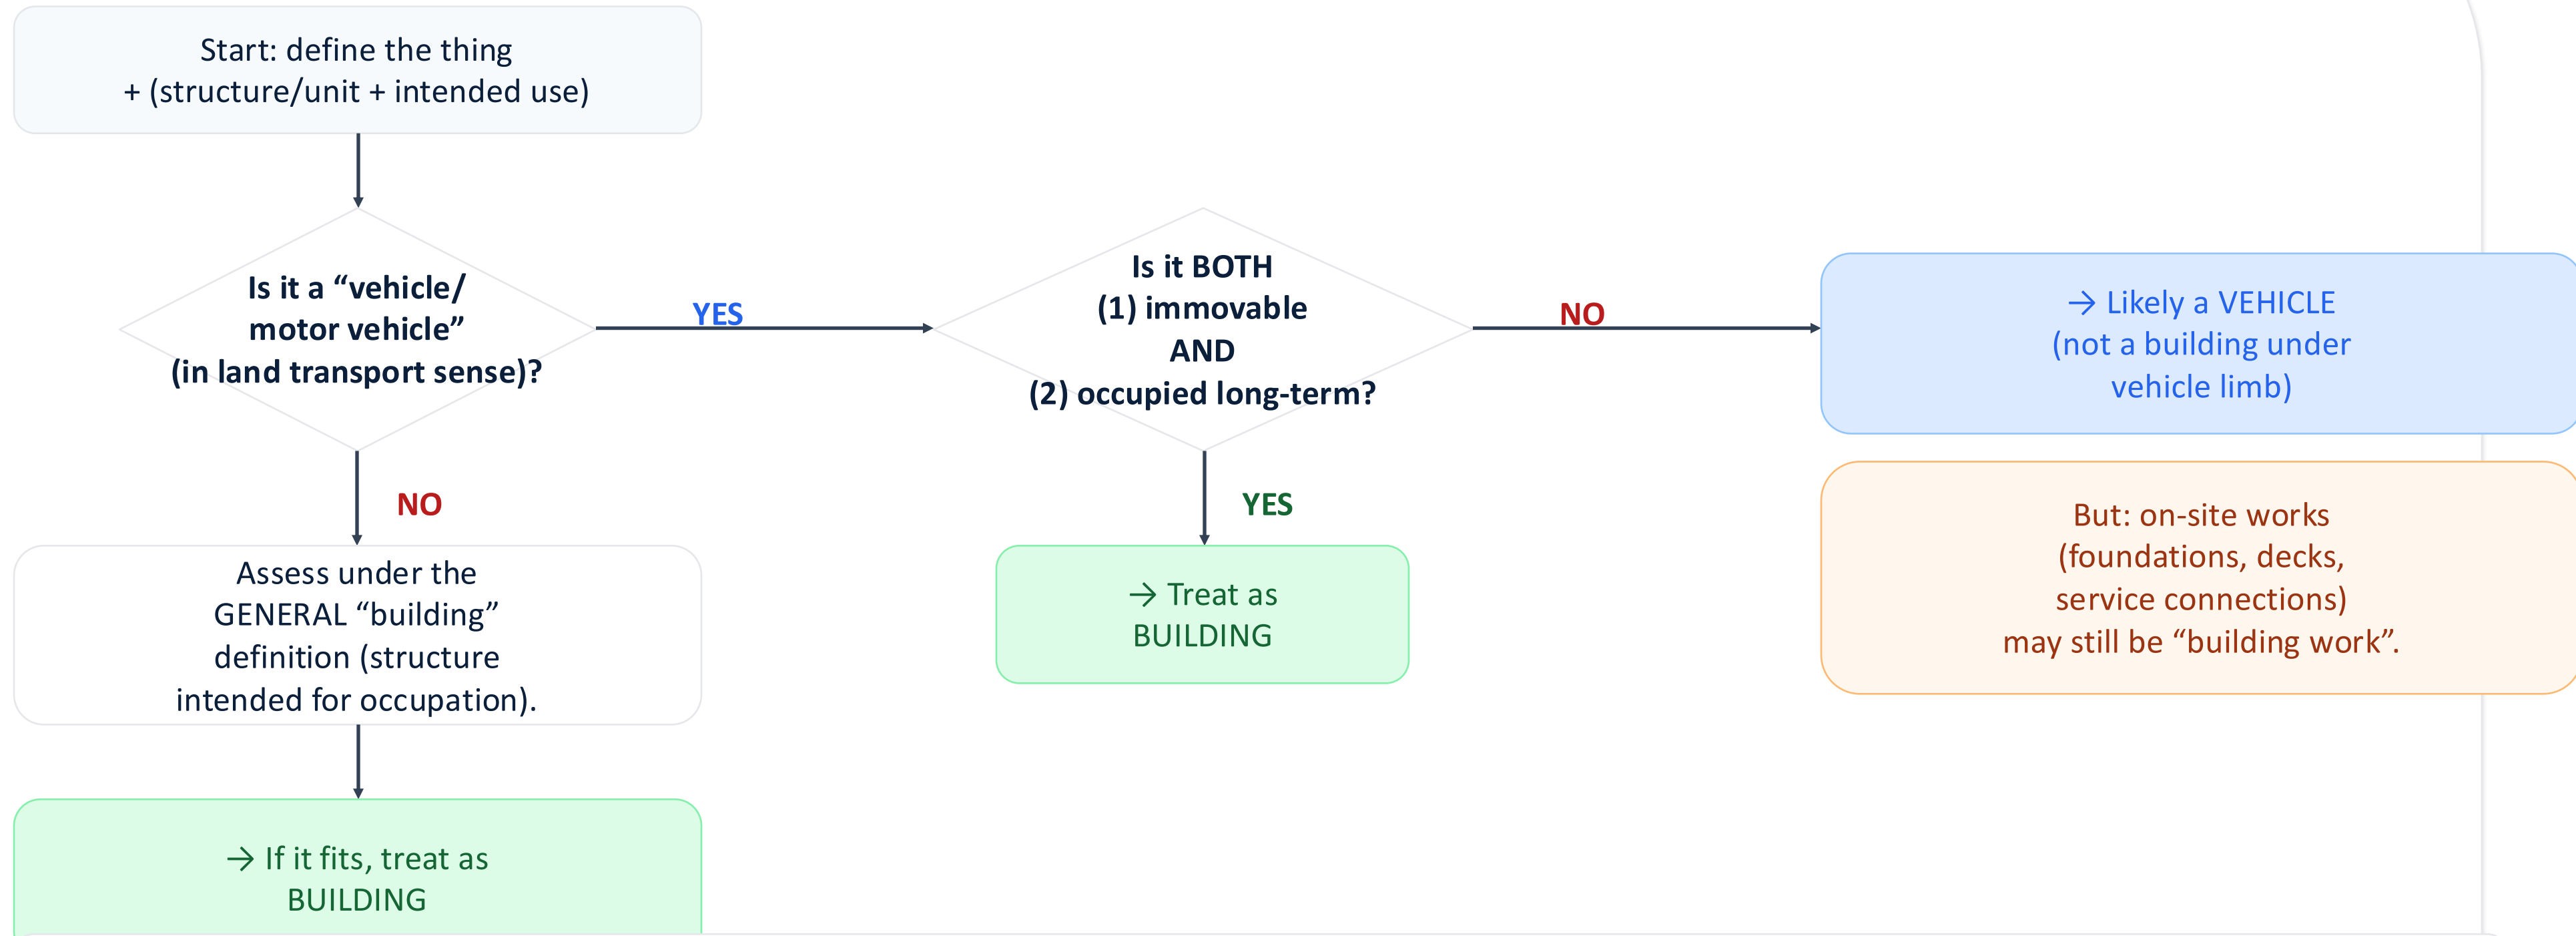 Start: define the thing
+ (structure/unit + intended use)
Is it a “vehicle/
motor vehicle”
(in land transport sense)?
YES
Is it BOTH
(1) immovable
AND
(2) occupied long-term?
NO
→ Likely a VEHICLE
(not a building under
vehicle limb)
NO
YES
But: on-site works
(foundations, decks,
service connections)
may still be “building work”.
Assess under the
GENERAL “building”
definition (structure
intended for occupation).
→ Treat as
BUILDING
→ If it fits, treat as
BUILDING